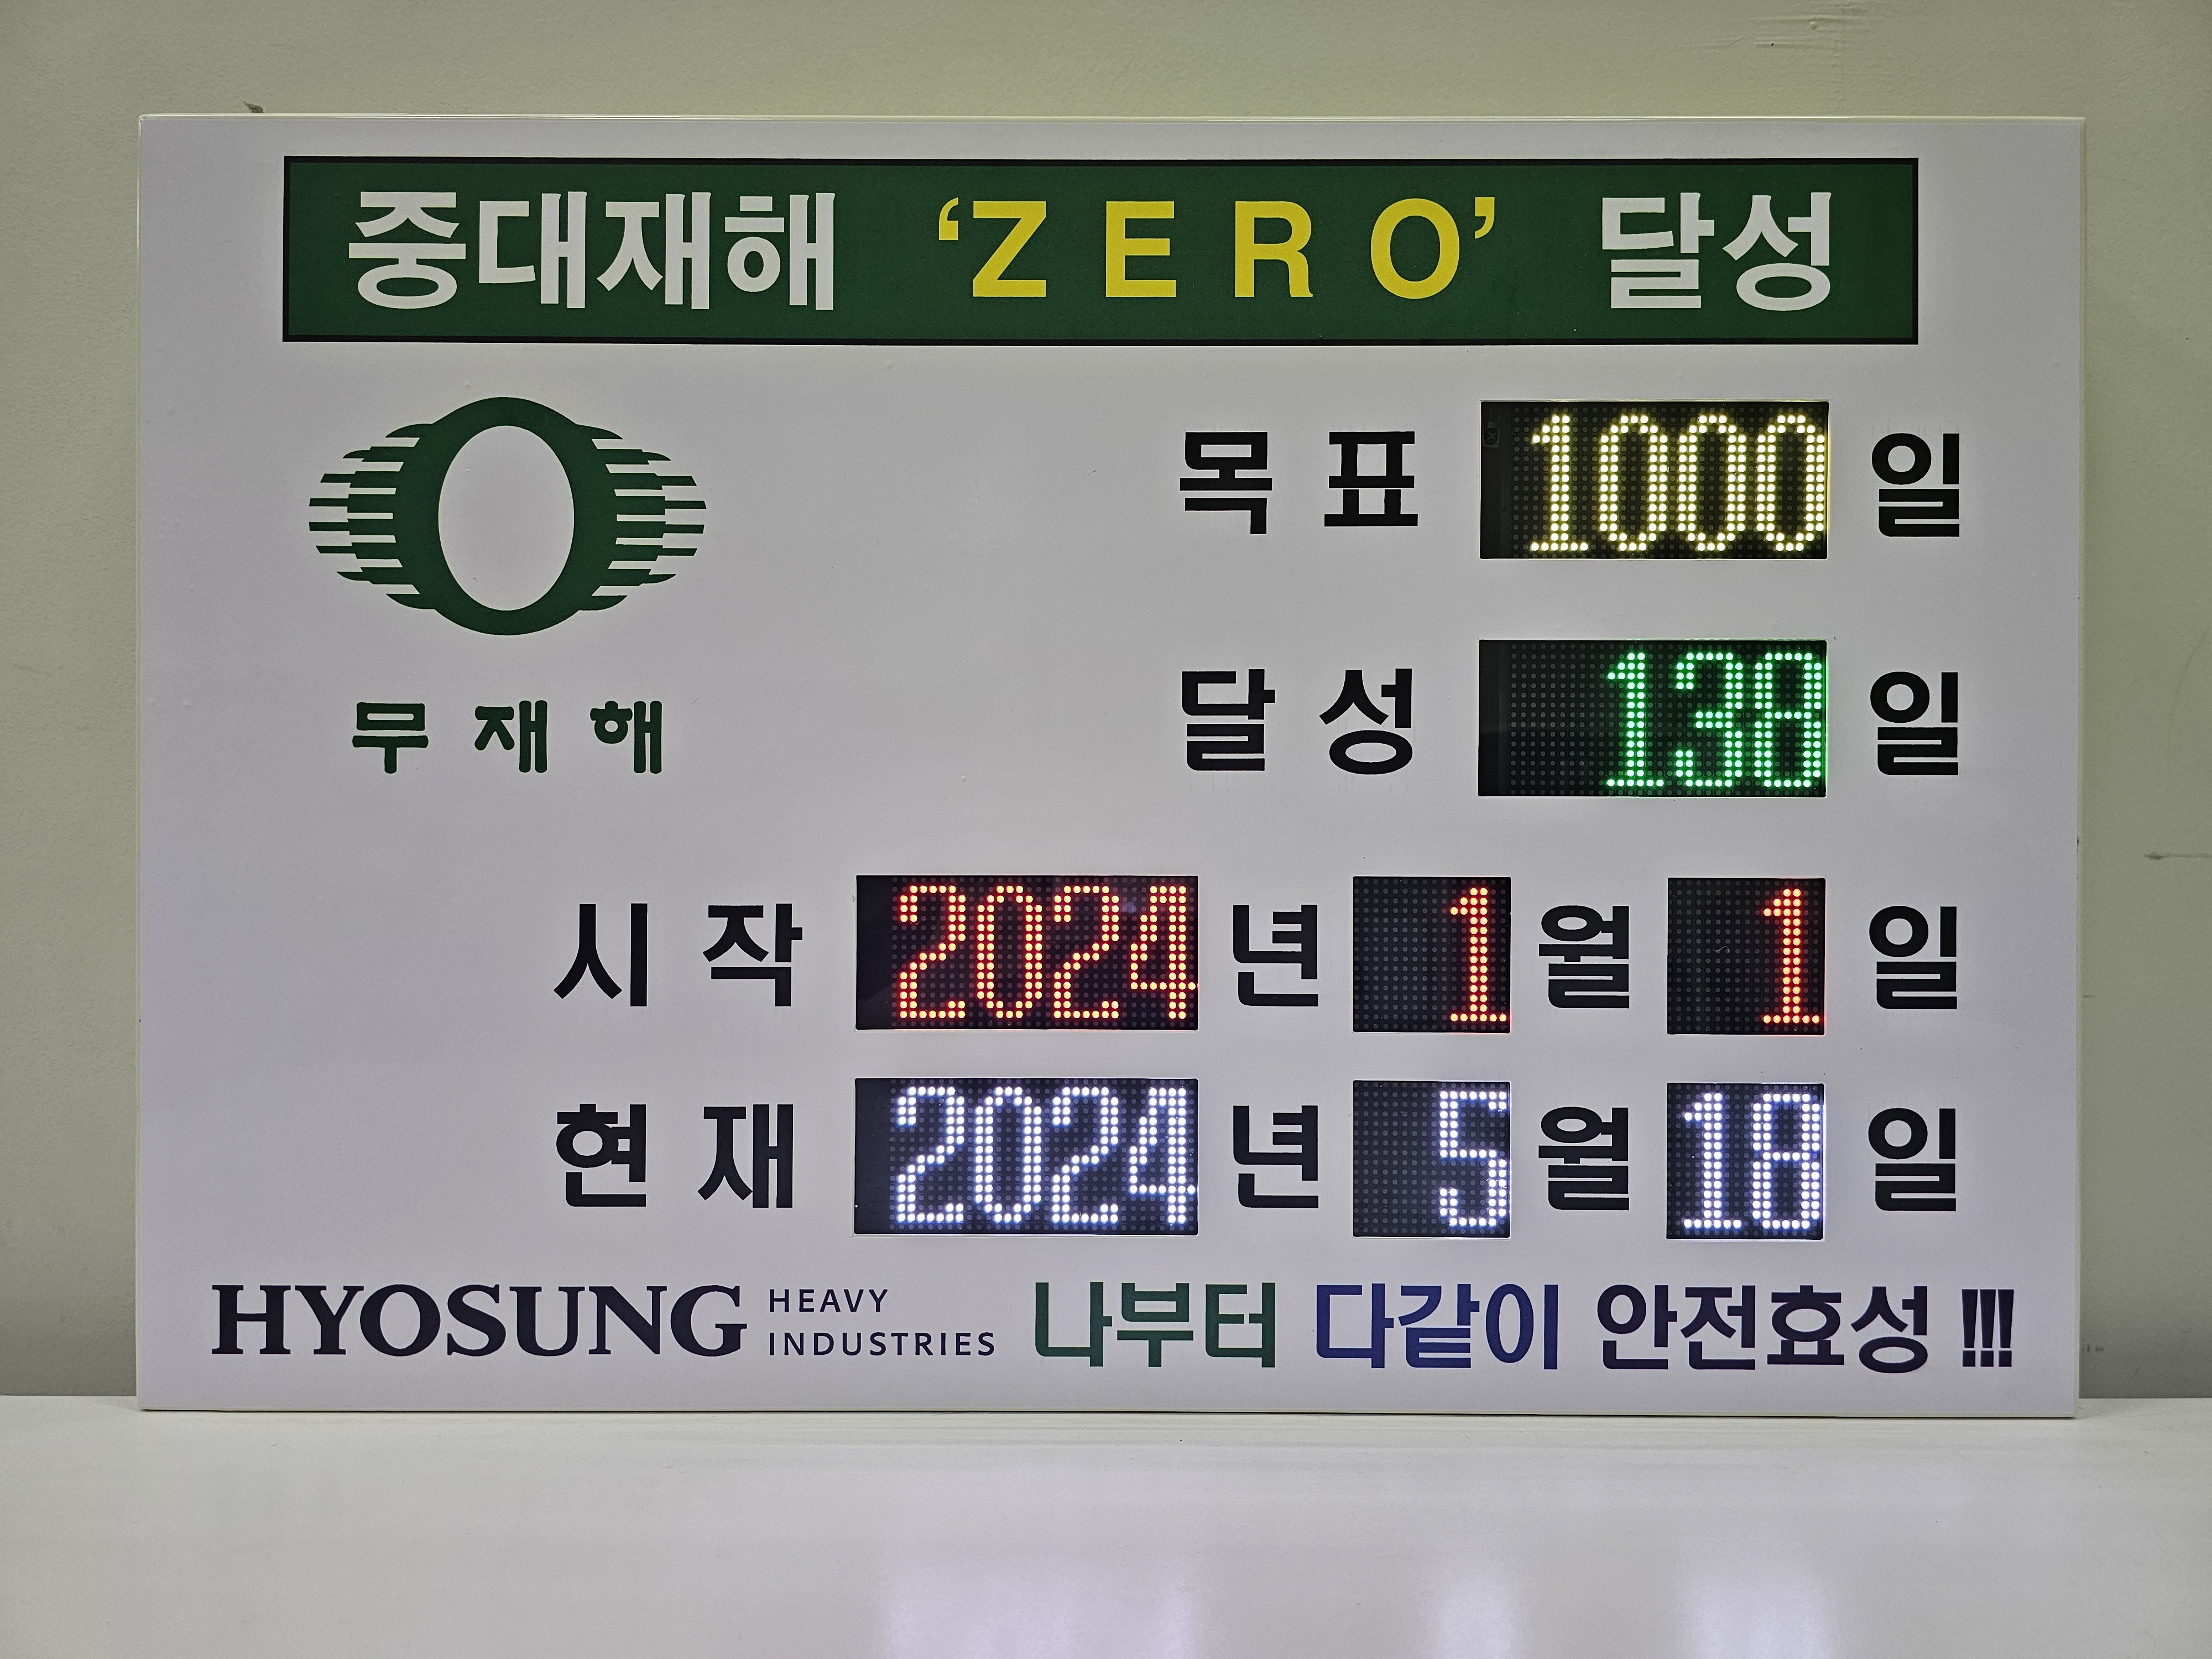 중대재해 ‘ZERO’ 달성
목표 1000 일
무재해
달성 138 일
시작 2024 년 1 월 1 일
현재 2024 년 5 월 18 일
HYOSUNG HEAVY INDUSTRIES 나부터 다같이 안전효성 !!!